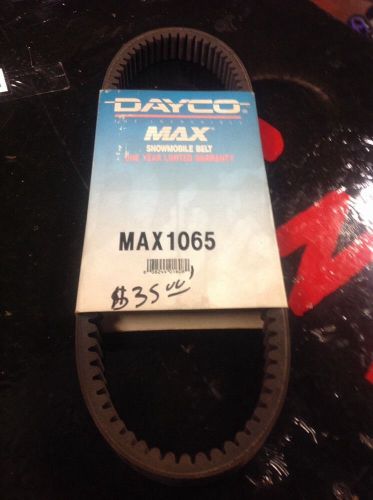 DAYCO
MAX®
SNOWMOBILE BELT
ONE YEAR LIMITED WARRANTY
MAX1065
$35.00